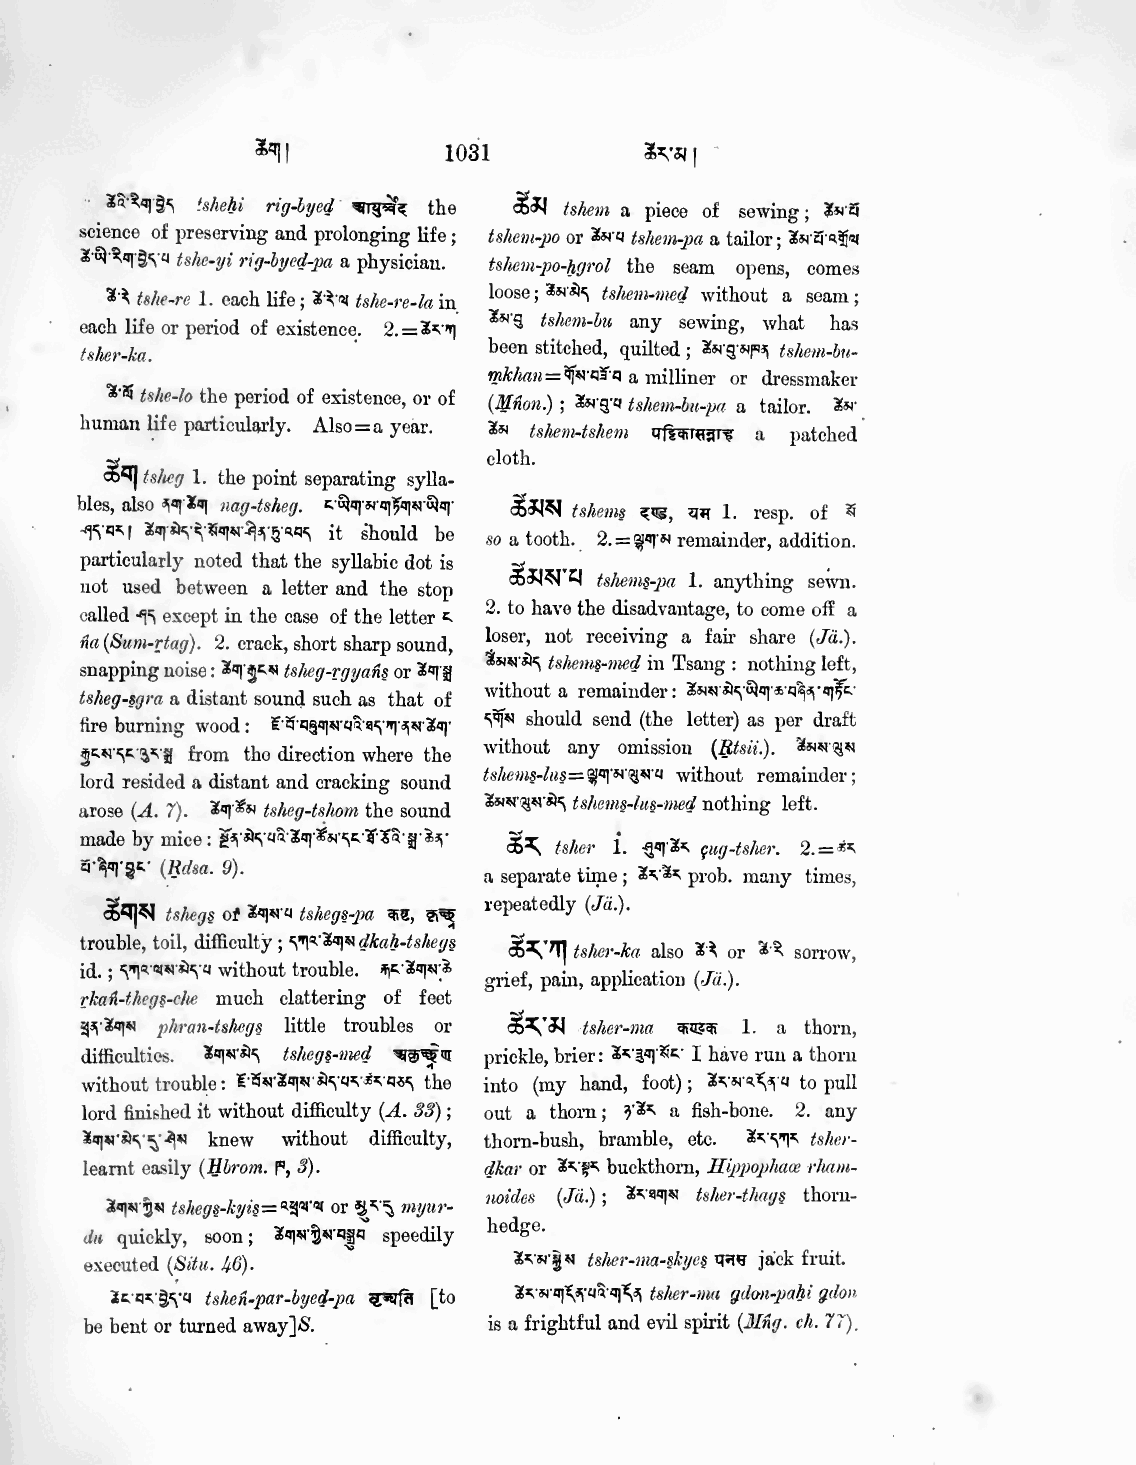 ཚེག། 1031 ཚེར་མ།
ཚེའི་རིག་བྱེད tshehi rig-byed आयुर्व्वेद the
science of preserving and prolonging life;
ཚེ་ཡི་རིག་བྱེད་པ tshe-yi rig-byed-pa a physician.
ཚེ་རེ tshe-re 1. each life; ཚེ་རེ་ལ tshe-re-la in
each life or period of existence. 2.=ཚེར་ཀ
tsher-ka.
ཚེ་ལོ tshe-lo the period of existence, or of
human life particularly. Also=a year.
ཚེག tsheg 1. the point separating sylla-
bles, also ནག་ཚེག nag-tsheg. ང་ཡིག་མ་གཏོགས་ཡིག་
ཤད་བར། ཚེག་མེད་དེ་སོགས་ཤིན་ཏུ་འབད it should be
particularly noted that the syllabic dot is
not used between a letter and the stop
called ཤད except in the case of the letter ང
ña (Sum-rtag). 2. crack, short sharp sound,
snapping noise: ཚེག་རྒྱངས tsheg-rgyañs or ཚེག་སྒྲ
tsheg-sgra a distant sound such as that of
fire burning wood: ཇོ་བོ་བཞུགས་པའི་ཐད་ཀ་ནས་ཚེག་
རྒྱངས་དང་ཉུར་སྒྲ from the direction where the
lord resided a distant and cracking sound
arose (A. 7). ཚེག་ཚོམ tsheg-tshom the sound
made by mice: སྔོན་མེད་པའི་ཚེག་ཚོམ་དང་ཙི་ཙིའི་སྒྲ་ཆེན་
པོ་ཞིག་བྱུང་ (Rdsa. 9).
ཚེགས tshegs or ཚེགས་པ tshegs-pa कष्ट, कृच्छ्र
trouble, toil, difficulty; དཀའ་ཚེགས dkah-tshegs
id.; དཀའ་ལས་མེད་པ without trouble. རྐང་ཚེགས་ཆེ
rkañ-thegs-che much clattering of feet
ཕྲན་ཚེགས phran-tshegs little troubles or
difficulties. ཚེགས་མེད tshegs-med अकृच्छ्रेण
without trouble: ཇོ་བོས་ཚེགས་མེད་པར་ཚར་བཅད the
lord finished it without difficulty (A. 33);
ཚེགས་མེད་དུ་ཤེས knew without difficulty,
learnt easily (Hbrom. ཁ, 3).
ཚེགས་ཀྱིས tshegs-kyis=འཕྲལ་ལ or མྱུར་དུ myur-
du quickly, soon; ཚེགས་ཀྱིས་བསྒྲུབ speedily
executed (Situ. 46).
ཚེང་པར་བྱེད་པ tsheñ-par-byed-pa [to
be bent or turned away]S.
ཚེམ tshem a piece of sewing; ཚེམ་པོ
tshem-po or ཚེམ་པ tshem-pa a tailor; ཚེམ་པོ་འགྲོལ
tshem-po-hgrol the seam opens, comes
loose; ཚེམ་མེད tshem-med without a seam;
ཚེམ་བུ tshem-bu any sewing, what has
been stitched, quilted; ཚེམ་བུ་མཁན tshem-bu-
mkhan=གོས་བཟོ་བ a milliner or dressmaker
(Mñon.); ཚེམ་བུ་པ tshem-bu-pa a tailor. ཚེམ་
ཚེམ tshem-tshem a patched
cloth.
ཚེམས tshems दण्ड, यम 1. resp. of སོ
so a tooth. 2.=ལྷག་མ remainder, addition.
ཚེམས་པ tshems-pa 1. anything sewn.
2. to have the disadvantage, to come off a
loser, not receiving a fair share (Jä.).
ཚེམས་མེད tshems-med in Tsang: nothing left,
without a remainder: ཚེམས་མེད་ཡིག་ཆ་བཞིན་གཏོང་
དགོས should send (the letter) as per draft
without any omission (Rtsii.). ཚེམས་ལུས
tshems-lus=ལྷག་མ་ལུས་པ without remainder;
ཚེམས་ལུས་མེད tshems-lus-med nothing left.
ཚེར tsher 1. ཤུག་ཚེར çug-tsher. 2.=ཚར
a separate time; ཚེར་ཚེར prob. many times,
repeatedly (Jä.).
ཚེར་ཀ tsher-ka also ཚེ་རེ or ཚེ་རེ sorrow,
grief, pain, application (Jä.).
ཚེར་མ tsher-ma कण्टक 1. a thorn,
prickle, brier: ཚེར་ཟུག་སོང་ I have run a thorn
into (my hand, foot); ཚེར་མ་འདོན་པ to pull
out a thorn; ཉ་ཚེར a fish-bone. 2. any
thorn-bush, bramble, etc. ཚེར་དཀར tsher-
dkar or ཚེར་སྟར buckthorn, Hippophaæ rham-
noides (Jä.); ཚེར་ཐགས tsher-thags thorn-
hedge.
ཚེར་མ་སྐྱེས tsher-ma-skyes पनस jack fruit.
ཚེར་མ་གདོན་པའི་གདོན tsher-ma gdon-pahi gdon
is a frightful and evil spirit (Mñg. ch. 77).